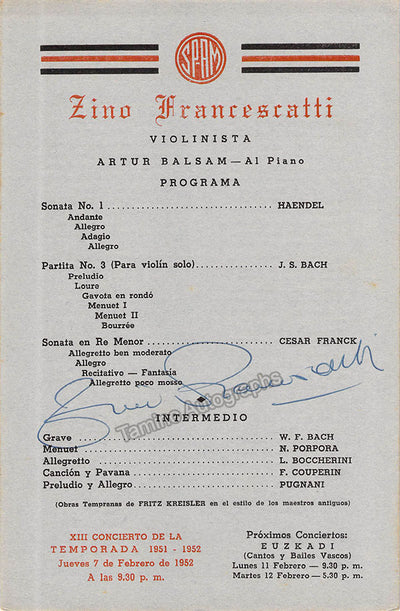 SPAM
Zino Francescatti
VIOLINISTA
ARTUR BALSAM — Al Piano
PROGRAMA
Sonata No. 1 ........................ HAENDEL
Andante
Allegro
Adagio
Allegro
Partita No. 3 (Para violín solo) ............... J. S. BACH
Preludio
Loure
Gavota en rondó
Menuet I
Menuet II
Bourrée
Sonata en Re Menor ................ CESAR FRANCK
Allegretto ben moderato
Allegro
Recitativo — Fantasía
Allegretto poco mosso
Zino Francescatti
Tamino Autographs
INTERMEDIO
Grave ........................ W. F. BACH
Menuet ........................ N. PORPORA
Allegretto ........................ L. BOCCHERINI
Canción y Pavana ........................ F. COUPERIN
Preludio y Allegro ........................ PUGNANI
(Obras Tempranas de FRITZ KREISLER en el estilo de los maestros antiguos)
XIII CONCIERTO DE LA
TEMPORADA 1951 - 1952
Jueves 7 de Febrero de 1952
A las 9.30 p. m.
Próximos Conciertos:
EUZKADI
(Cantos y Bailes Vascos)
Lunes 11 Febrero — 9.30 p. m.
Martes 12 Febrero — 5.30 p. m.